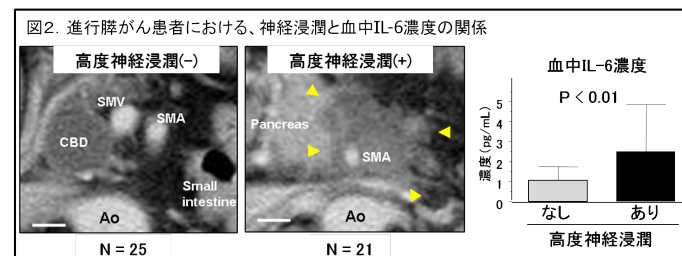 図2. 進行膵がん患者における、神経浸潤と血中IL-6濃度の関係
高度神経浸潤(-)
SMV
SMA
CBD
Small
intestine
Ao
N = 25
高度神経浸潤(+)
Pancreas
SMA
Ao
N = 21
血中IL-6濃度
P < 0.01
濃度(pg/mL)
5
4
3
2
1
0
なし
あり
高度神経浸潤